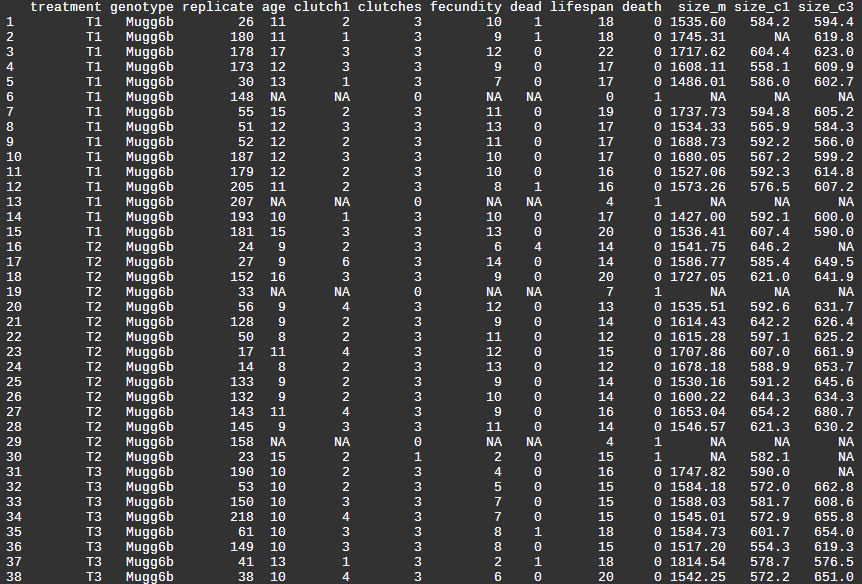 treatment genotype replicate age clutch1 clutches fecundity dead lifespan death size_m size_c1 size_c3
1 T1 Mugg6b 26 11 2 3 10 1 18 0 1535.60 584.2 594.4
2 T1 Mugg6b 180 11 1 3 9 1 18 0 1745.31 NA 619.8
3 T1 Mugg6b 178 17 3 3 12 0 22 0 1717.62 604.4 623.0
4 T1 Mugg6b 173 12 3 3 9 0 17 0 1608.11 558.1 609.9
5 T1 Mugg6b 30 13 1 3 7 0 17 0 1486.01 586.0 602.7
6 T1 Mugg6b 148 NA NA 0 NA NA 0 1 NA NA NA
7 T1 Mugg6b 55 15 2 3 11 0 19 0 1737.73 594.8 605.2
8 T1 Mugg6b 51 12 3 3 13 0 17 0 1534.33 565.9 584.3
9 T1 Mugg6b 52 12 2 3 11 0 17 0 1688.73 592.2 566.0
10 T1 Mugg6b 187 12 3 3 10 0 17 0 1680.05 567.2 599.2
11 T1 Mugg6b 179 12 2 3 10 0 16 0 1527.06 592.3 614.8
12 T1 Mugg6b 205 11 2 3 8 1 16 0 1573.26 576.5 607.2
13 T1 Mugg6b 207 NA NA 0 NA NA 4 1 NA NA NA
14 T1 Mugg6b 193 10 1 3 10 0 17 0 1427.00 592.1 600.0
15 T1 Mugg6b 181 15 3 3 13 0 20 0 1536.41 607.4 590.0
16 T2 Mugg6b 24 9 2 3 6 4 14 0 1541.75 646.2 NA
17 T2 Mugg6b 27 9 6 3 14 0 14 0 1586.77 585.4 649.5
18 T2 Mugg6b 152 16 3 3 9 0 20 0 1727.05 621.0 641.9
19 T2 Mugg6b 33 NA NA 0 NA NA 7 1 NA NA NA
20 T2 Mugg6b 56 9 4 3 12 0 13 0 1535.51 592.6 631.7
21 T2 Mugg6b 128 9 2 3 9 0 14 0 1614.43 642.2 626.4
22 T2 Mugg6b 50 8 2 3 11 0 12 0 1615.28 597.1 625.2
23 T2 Mugg6b 17 11 4 3 12 0 15 0 1707.86 607.0 661.9
24 T2 Mugg6b 14 8 2 3 13 0 12 0 1678.18 588.9 653.7
25 T2 Mugg6b 133 9 2 3 9 0 14 0 1530.16 591.2 645.6
26 T2 Mugg6b 132 9 2 3 10 0 14 0 1600.22 644.3 634.3
27 T2 Mugg6b 143 11 4 3 9 0 16 0 1653.04 654.2 680.7
28 T2 Mugg6b 145 9 3 3 11 0 14 0 1546.57 621.3 630.2
29 T2 Mugg6b 158 NA NA 0 NA NA 4 1 NA NA NA
30 T2 Mugg6b 23 15 2 1 2 0 15 1 NA 582.1 NA
31 T3 Mugg6b 190 10 2 3 4 0 16 0 1747.82 590.0 NA
32 T3 Mugg6b 53 10 2 3 5 0 15 0 1584.18 572.0 662.8
33 T3 Mugg6b 150 10 3 3 7 0 15 0 1588.03 581.7 608.6
34 T3 Mugg6b 218 10 4 3 7 0 15 0 1545.01 572.9 655.8
35 T3 Mugg6b 61 10 3 3 8 1 18 0 1584.73 601.7 654.0
36 T3 Mugg6b 149 10 3 3 8 0 15 0 1517.20 554.3 619.3
37 T3 Mugg6b 41 13 1 3 2 1 18 0 1814.54 578.7 576.5
38 T3 Mugg6b 38 10 4 3 6 0 20 0 1542.25 572.2 651.0